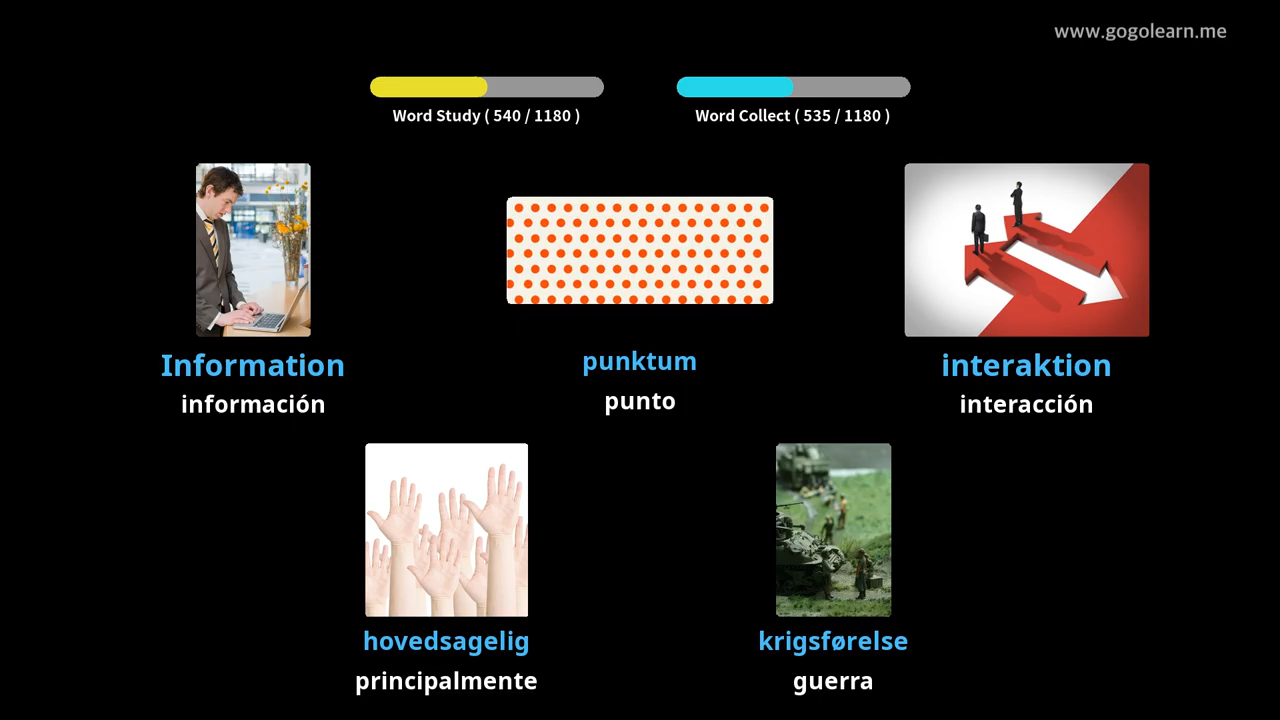 www.gogolearn.me
Word Study ( 540 / 1180 )
Word Collect ( 535 / 1180 )
Information
información
punktum
punto
interaktion
interacción
hovedsagelig
principalmente
krigsførelse
guerra